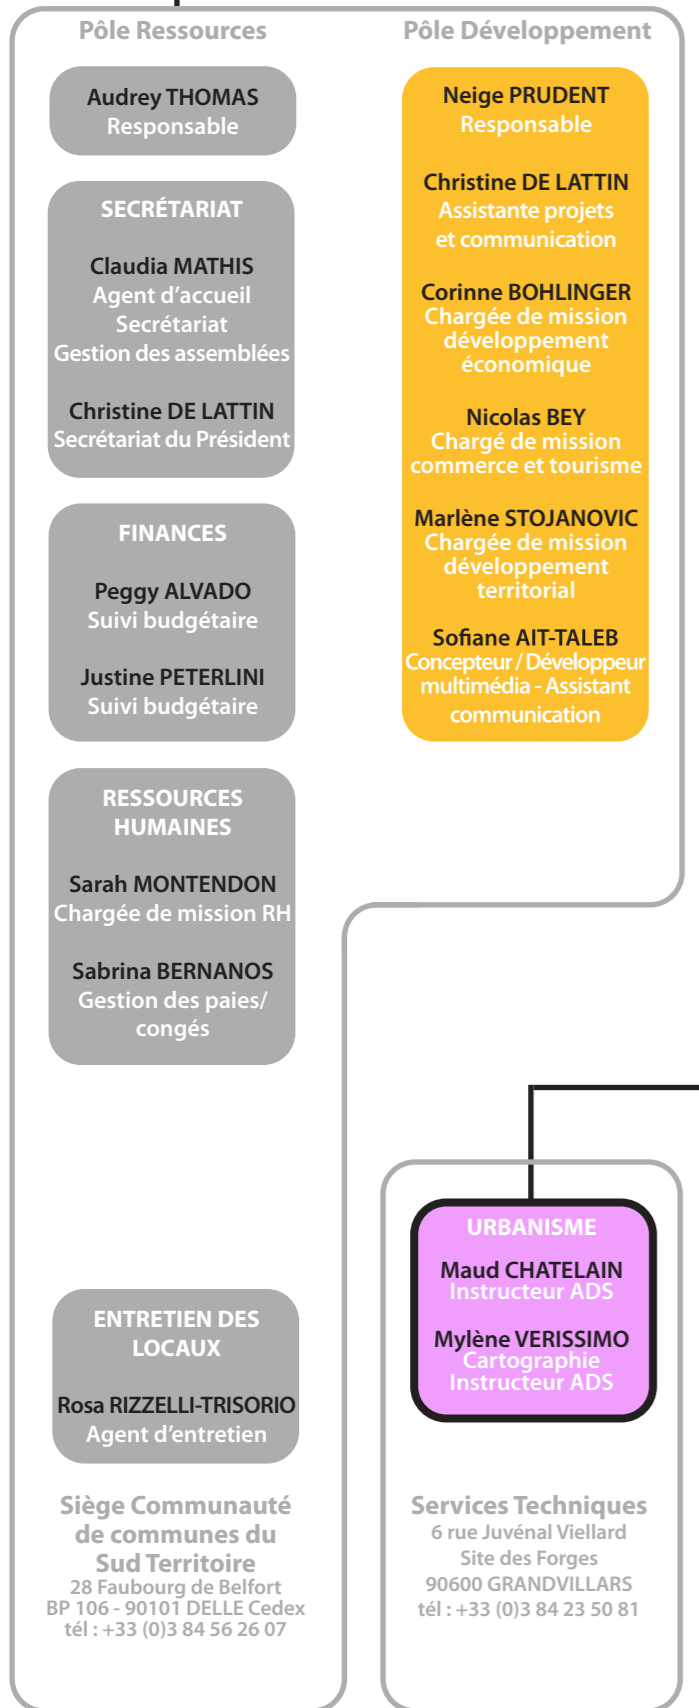 Pôle Ressources
Audrey THOMAS
Responsable
SECRÉTARIAT
Claudia MATHIS
Agent d'accueil
Secrétariat
Gestion des assemblées
Christine DE LATTIN
Secrétariat du Président
FINANCES
Peggy ALVADO
Suivi budgétaire
Justine PETERLINI
Suivi budgétaire
RESSOURCES
HUMAINES
Sarah MONTENDON
Chargée de mission RH
Sabrina BERNANOS
Gestion des paies/
congés
ENTRETIEN DES
LOCAUX
Rosa RIZZELLI-TRISORIO
Agent d'entretien
Siège Communauté
de communes du
Sud Territoire
28 Faubourg de Belfort
BP 106 - 90101 DELLE Cedex
tél : +33 (0)3 84 56 26 07
Pôle Développement
Neige PRUDENT
Responsable
Christine DE LATTIN
Assistante projets
et communication
Corinne BOHLINGER
Chargée de mission
développement
économique
Nicolas BEY
Chargé de mission
commerce et tourisme
Marlène STOJANOVIC
Chargée de mission
développement
territorial
Sofiane AIT-TALEB
Concepteur / Développeur
multimédia - Assistant
communication
URBANISME
Maud CHATELAIN
Instructeur ADS
Mylène VERISSIMO
Cartographie
Instructeur ADS
Services Techniques
6 rue Juvénal Viellard
Site des Forges
90600 GRANDVILLARS
tél : +33 (0)3 84 23 50 81